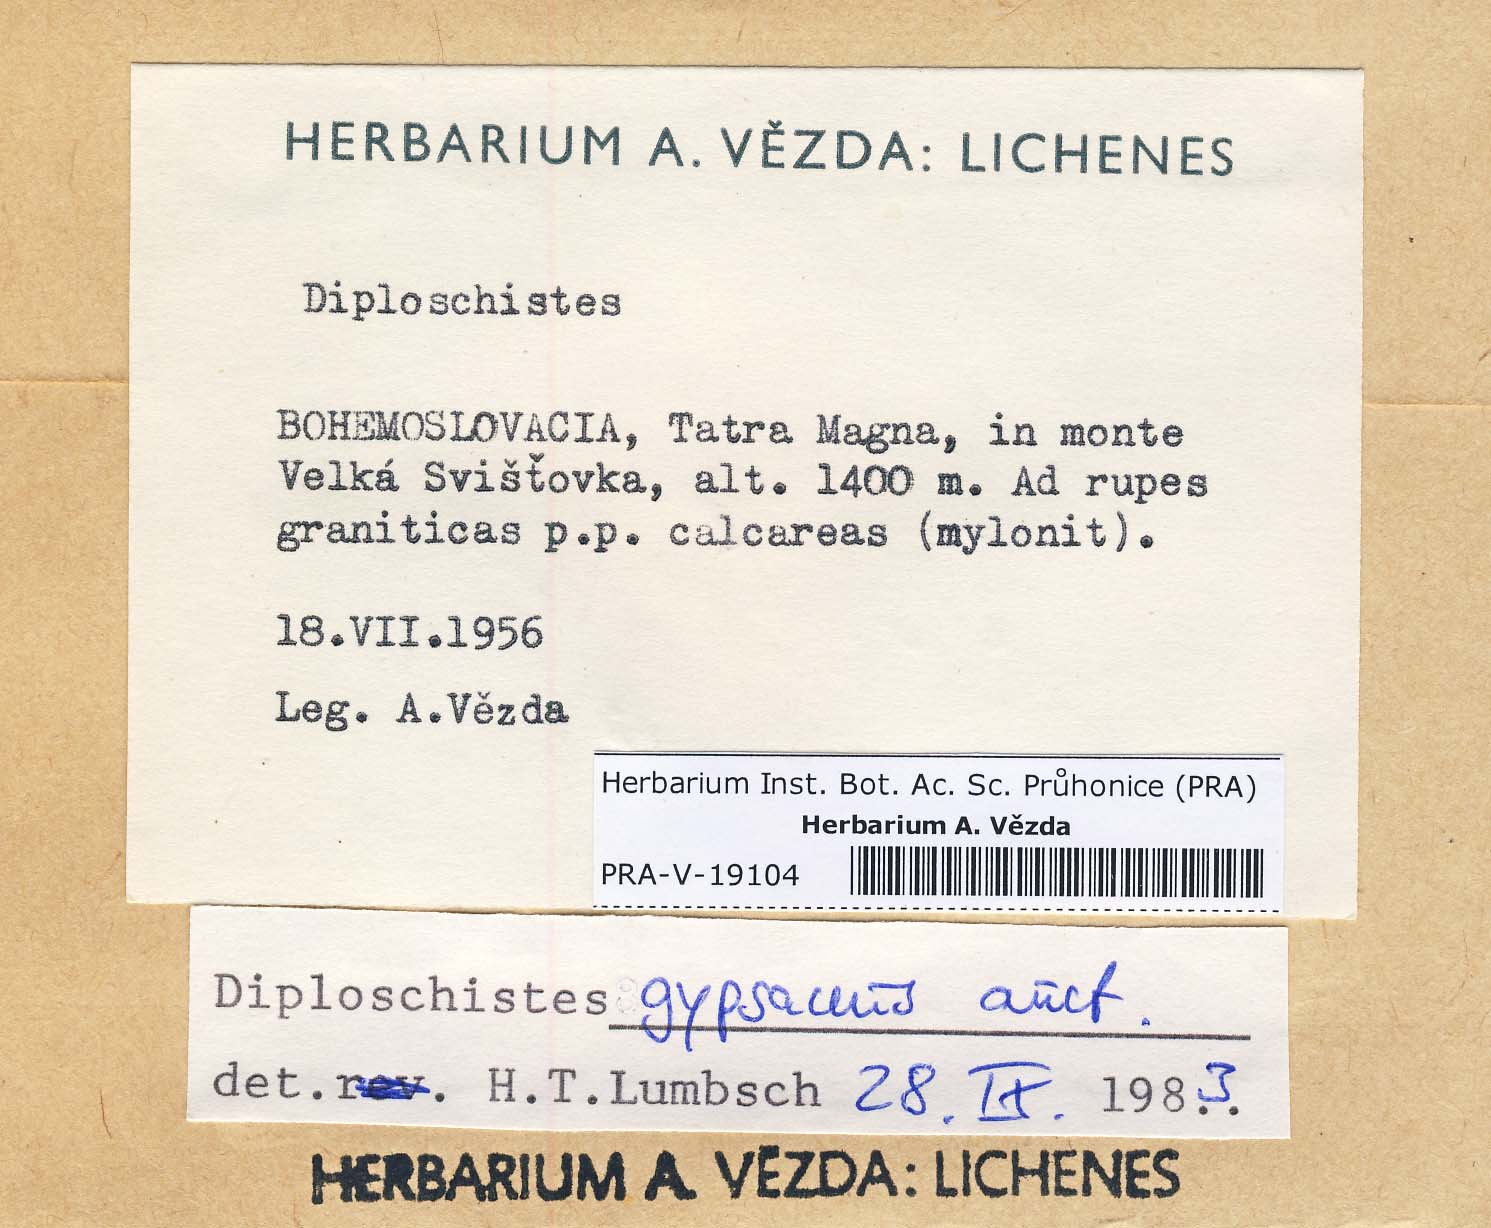 HERBARIUM A. VĚZDA: LICHENES
Diploschistes
BOHEMOSLOVACIA, Tatra Magna, in monte
Velká Svišťovka, alt. 1400 m. Ad rupes
graniticas p.p. calcareas (mylonit).
18.VII.1956
Leg. A.Vězda
Herbarium Inst. Bot. Ac. Sc. Průhonice (PRA)
Herbarium A. Vězda
PRA-V-19104
Diploschistes gypsaceus auct.
det.rev. H.T.Lumbsch 28.IX. 1983.
HERBARIUM A. VĚZDA: LICHENES